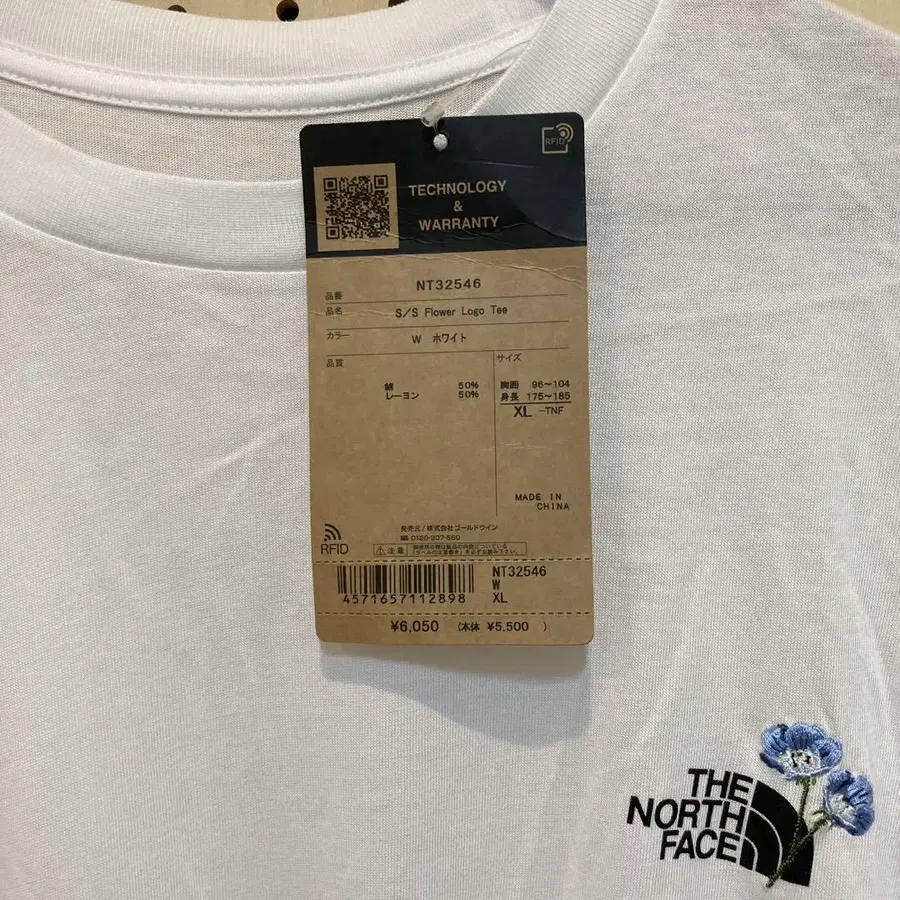 RFID
TECHNOLOGY
&
WARRANTY
品番 NT32546
品名 S/S Flower Logo Tee
カラー W ホワイト
品質 サイズ
綿 50%
レーヨン 50%
胸囲 96~104
身長 175~185
XL -TNF
MADE IN
CHINA
RFID
発売元/株式会社ゴールドウイン
0120-307-560
注意
4571657112898
NT32546
W
XL
¥6,050 (本体 ¥5,500 )
THE
NORTH
FACE